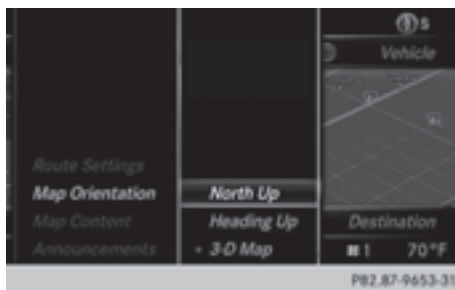 S
Vehicle
Route Settings
Map Orientation
North Up
Map Content
Heading Up
Destination
Announcements
• 3-D Map
1
70°F
P82.87-9653-31